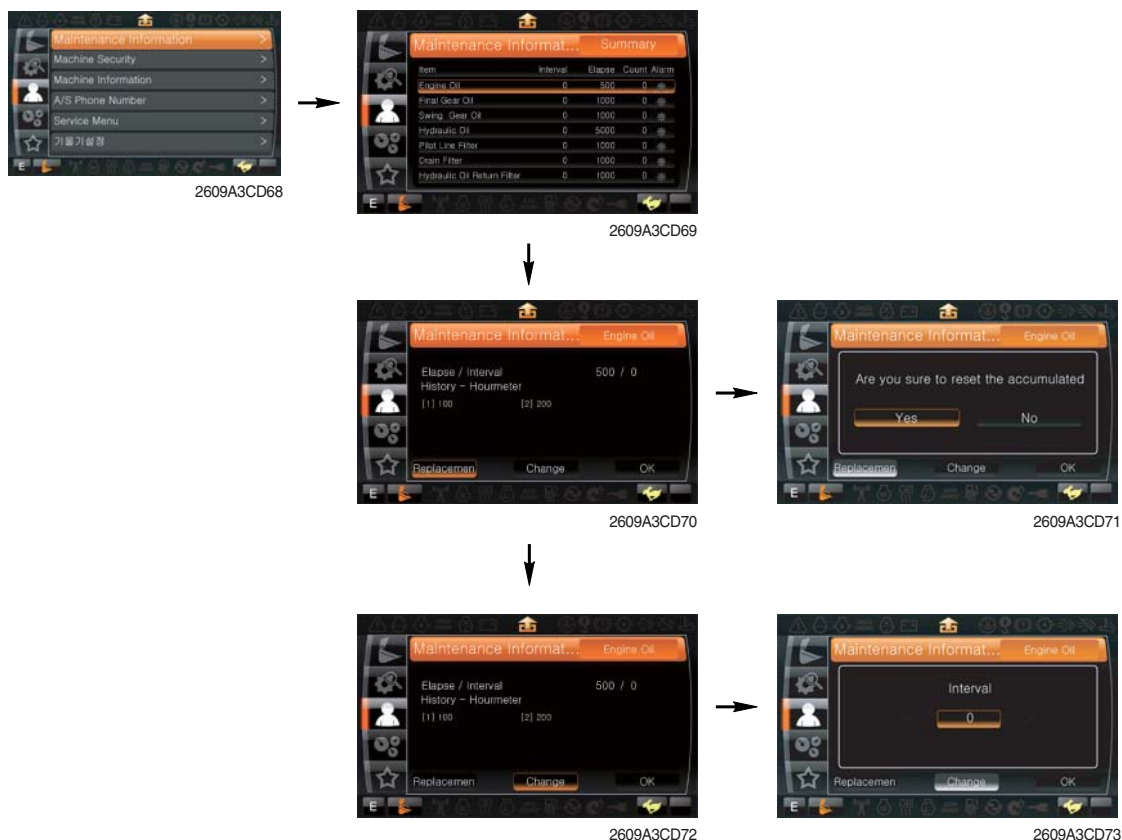 Maintenance Information >
Machine Security >
Machine Information >
A/S Phone Number >
Service Menu >
기울기설정 >
E
2609A3CD68
Maintenance Informat... Summary
Item Interval Elapse Count Alarm
Engine Oil 0 500 0
Final Gear Oil 0 1000 0
Swing Gear Oil 0 1000 0
Hydraulic Oil 0 5000 0
Pilot Line Filter 0 1000 0
Drain Filter 0 1000 0
Hydraulic Oil Return Filter 0 1000 0
E
2609A3CD69
Maintenance Informat... Engine Oil
Elapse / Interval 500 / 0
History - Hourmeter
[1] 100 [2] 200
Replacemen Change OK
E
2609A3CD70
Maintenance Informat... Engine Oil
Are you sure to reset the accumulated
Yes No
Replacemen Change OK
E
2609A3CD71
Maintenance Informat... Engine Oil
Elapse / Interval 500 / 0
History - Hourmeter
[1] 100 [2] 200
Replacemen Change OK
E
2609A3CD72
Maintenance Informat... Engine Oil
Interval
0
Replacemen Change OK
E
2609A3CD73